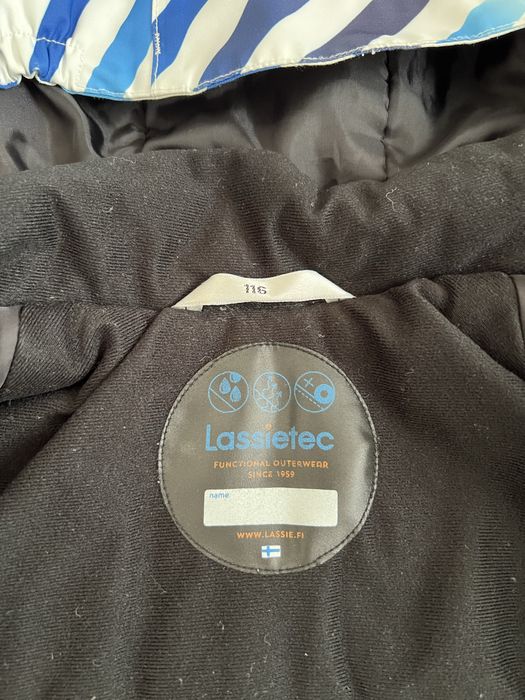 116
Lassietec
FUNCTIONAL OUTERWEAR
SINCE 1959
name
WWW.LASSIE.FI